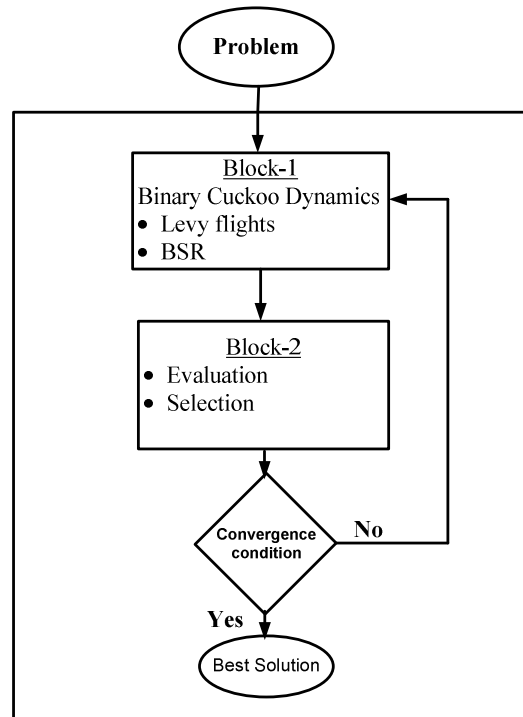 Problem
Block-1
Binary Cuckoo Dynamics
• Levy flights
• BSR
Block-2
• Evaluation
• Selection
Convergence
condition
No
Yes
Best Solution